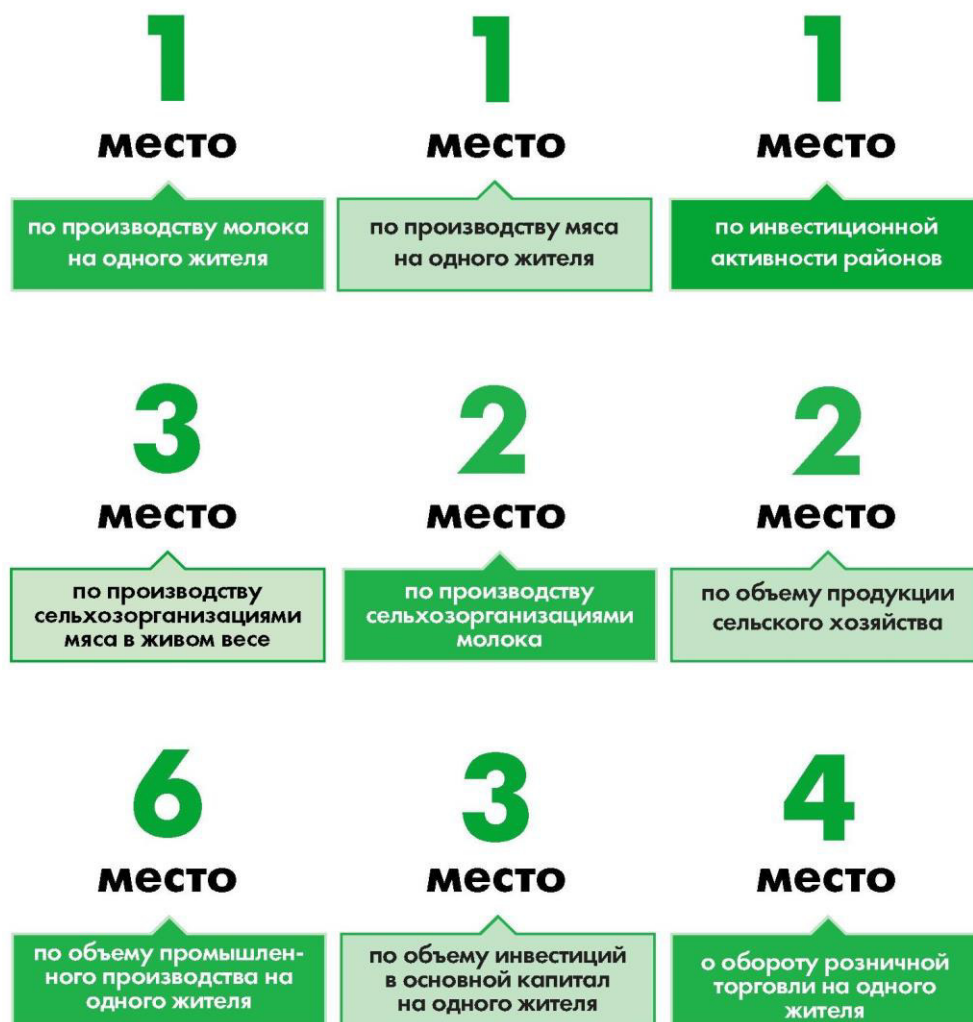 1
место
по производству молока
на одного жителя
1
место
по производству мяса
на одного жителя
1
место
по инвестиционной
активности районов
3
место
по производству
сельхозорганизациями
мяса в живом весе
2
место
по производству
сельхозорганизациями
молока
2
место
по объему продукции
сельского хозяйства
6
место
по объему промышлен-
ного производства на
одного жителя
3
место
по объему инвестиций
в основной капитал
на одного жителя
4
место
о обороту розничной
торговли на одного
жителя